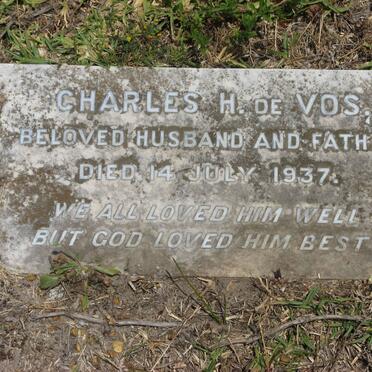 CHARLES H. DE VOS,
BELOVED HUSBAND AND FATH
DIED 14 JULY 1937.
WE ALL LOVED HIM WELL
BUT GOD LOVED HIM BEST